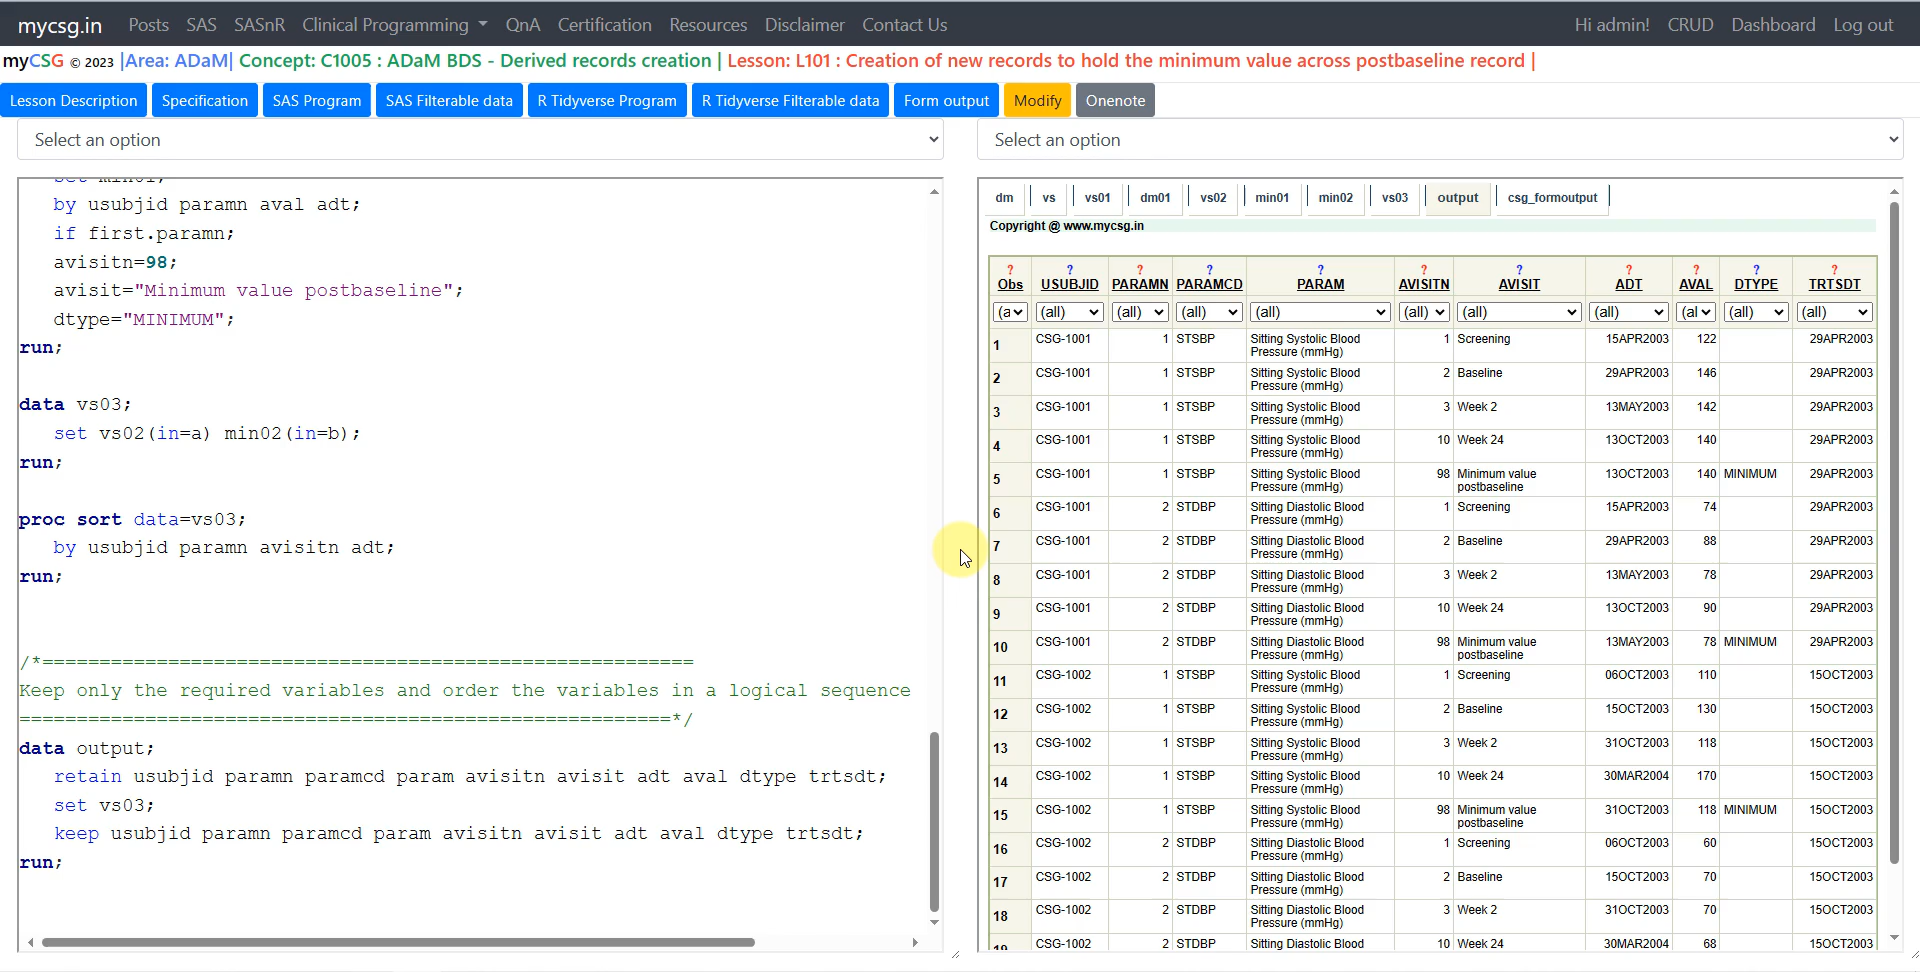 mycsg.in Posts SAS SASnR Clinical Programming QnA Certification Resources Disclaimer Contact Us Hi admin! CRUD Dashboard Log out
myCSG © 2023 |Area: ADaM| Concept: C1005 : ADaM BDS - Derived records creation | Lesson: L101 : Creation of new records to hold the minimum value across postbaseline record |
Lesson Description Specification SAS Program SAS Filterable data R Tidyverse Program R Tidyverse Filterable data Form output Modify Onenote
Select an option
Select an option
set min01;
by usubjid paramn aval adt;
if first.paramn;
avisitn=98;
avisit="Minimum value postbaseline";
dtype="MINIMUM";
run;
data vs03;
set vs02(in=a) min02(in=b);
run;
proc sort data=vs03;
by usubjid paramn avisitn adt;
run;
/*=========================================================
Keep only the required variables and order the variables in a logical sequence
=========================================================*/
data output;
retain usubjid paramn paramcd param avisitn avisit adt aval dtype trtsdt;
set vs03;
keep usubjid paramn paramcd param avisitn avisit adt aval dtype trtsdt;
run;
dm vs vs01 dm01 vs02 min01 min02 vs03 output csg_formoutput
Copyright @ www.mycsg.in
? ? ? ? ? ? ? ? ? ? ?
Obs USUBJID PARAMN PARAMCD PARAM AVISITN AVISIT ADT AVAL DTYPE TRTSDT
(a (all) (all) (all) (all) (all) (all) (all) (al (all) (all)
1 CSG-1001 1 STSBP Sitting Systolic Blood Pressure (mmHg) 1 Screening 15APR2003 122 29APR2003
2 CSG-1001 1 STSBP Sitting Systolic Blood Pressure (mmHg) 2 Baseline 29APR2003 146 29APR2003
3 CSG-1001 1 STSBP Sitting Systolic Blood Pressure (mmHg) 3 Week 2 13MAY2003 142 29APR2003
4 CSG-1001 1 STSBP Sitting Systolic Blood Pressure (mmHg) 10 Week 24 13OCT2003 140 29APR2003
5 CSG-1001 1 STSBP Sitting Systolic Blood Pressure (mmHg) 98 Minimum value postbaseline 13OCT2003 140 MINIMUM 29APR2003
6 CSG-1001 2 STDBP Sitting Diastolic Blood Pressure (mmHg) 1 Screening 15APR2003 74 29APR2003
7 CSG-1001 2 STDBP Sitting Diastolic Blood Pressure (mmHg) 2 Baseline 29APR2003 88 29APR2003
8 CSG-1001 2 STDBP Sitting Diastolic Blood Pressure (mmHg) 3 Week 2 13MAY2003 78 29APR2003
9 CSG-1001 2 STDBP Sitting Diastolic Blood Pressure (mmHg) 10 Week 24 13OCT2003 90 29APR2003
10 CSG-1001 2 STDBP Sitting Diastolic Blood Pressure (mmHg) 98 Minimum value postbaseline 13MAY2003 78 MINIMUM 29APR2003
11 CSG-1002 1 STSBP Sitting Systolic Blood Pressure (mmHg) 1 Screening 06OCT2003 110 15OCT2003
12 CSG-1002 1 STSBP Sitting Systolic Blood Pressure (mmHg) 2 Baseline 15OCT2003 130 15OCT2003
13 CSG-1002 1 STSBP Sitting Systolic Blood Pressure (mmHg) 3 Week 2 31OCT2003 118 15OCT2003
14 CSG-1002 1 STSBP Sitting Systolic Blood Pressure (mmHg) 10 Week 24 30MAR2004 170 15OCT2003
15 CSG-1002 1 STSBP Sitting Systolic Blood Pressure (mmHg) 98 Minimum value postbaseline 31OCT2003 118 MINIMUM 15OCT2003
16 CSG-1002 2 STDBP Sitting Diastolic Blood Pressure (mmHg) 1 Screening 06OCT2003 60 15OCT2003
17 CSG-1002 2 STDBP Sitting Diastolic Blood Pressure (mmHg) 2 Baseline 15OCT2003 70 15OCT2003
18 CSG-1002 2 STDBP Sitting Diastolic Blood Pressure (mmHg) 3 Week 2 31OCT2003 70 15OCT2003
19 CSG-1002 2 STDBP Sitting Diastolic Blood 10 Week 24 30MAR2004 68 15OCT2003